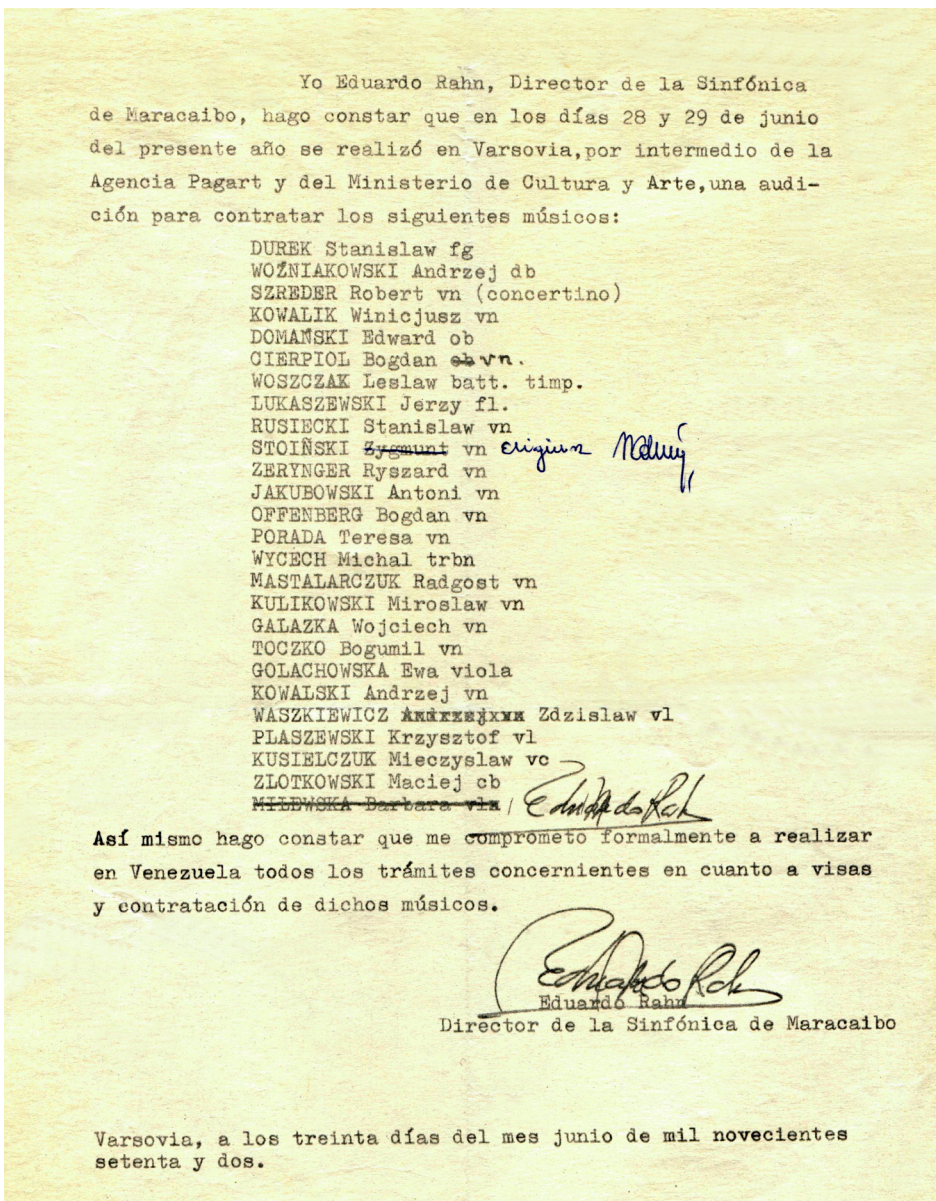 Yo Eduardo Rahn, Director de la Sinfónica
de Maracaibo, hago constar que en los días 28 y 29 de junio
del presente año se realizó en Varsovia,por intermedio de la
Agencia Pagart y del Ministerio de Cultura y Arte,una audi-
ción para contratar los siguientes músicos:
DUREK Stanislaw fg
WOŹNIAKOWSKI Andrzej db
SZREDER Robert vn (concertino)
KOWALIK Winicjusz vn
DOMAŃSKI Edward ob
CIERPIOL Bogdan ob vn.
WOSZCZAK Leslaw batt. timp.
LUKASZEWSKI Jerzy fl.
RUSIECKI Stanislaw vn
STOIŃSKI Zygmunt vn
ZERYNGER Ryszard vn
JAKUBOWSKI Antoni vn
OFFENBERG Bogdan vn
PORADA Teresa vn
WYCECH Michal trbn
MASTALARCZUK Radgost vn
KULIKOWSKI Miroslaw vn
GALAZKA Wojciech vn
TOCZKO Bogumil vn
GOLACHOWSKA Ewa viola
KOWALSKI Andrzej vn
WASZKIEWICZ Zdzislaw vl
PLASZEWSKI Krzysztof vl
KUSIELCZUK Mieczyslaw vc
ZLOTKOWSKI Maciej cb
MILEWSKA Barbara vla Eduardo Rahn
Así mismo hago constar que me comprometo formalmente a realizar
en Venezuela todos los trámites concernientes en cuanto a visas
y contratación de dichos músicos.
Eduardo Rahn
Eduardo Rahn
Director de la Sinfónica de Maracaibo
Varsovia, a los treinta días del mes junio de mil novecientes
setenta y dos.